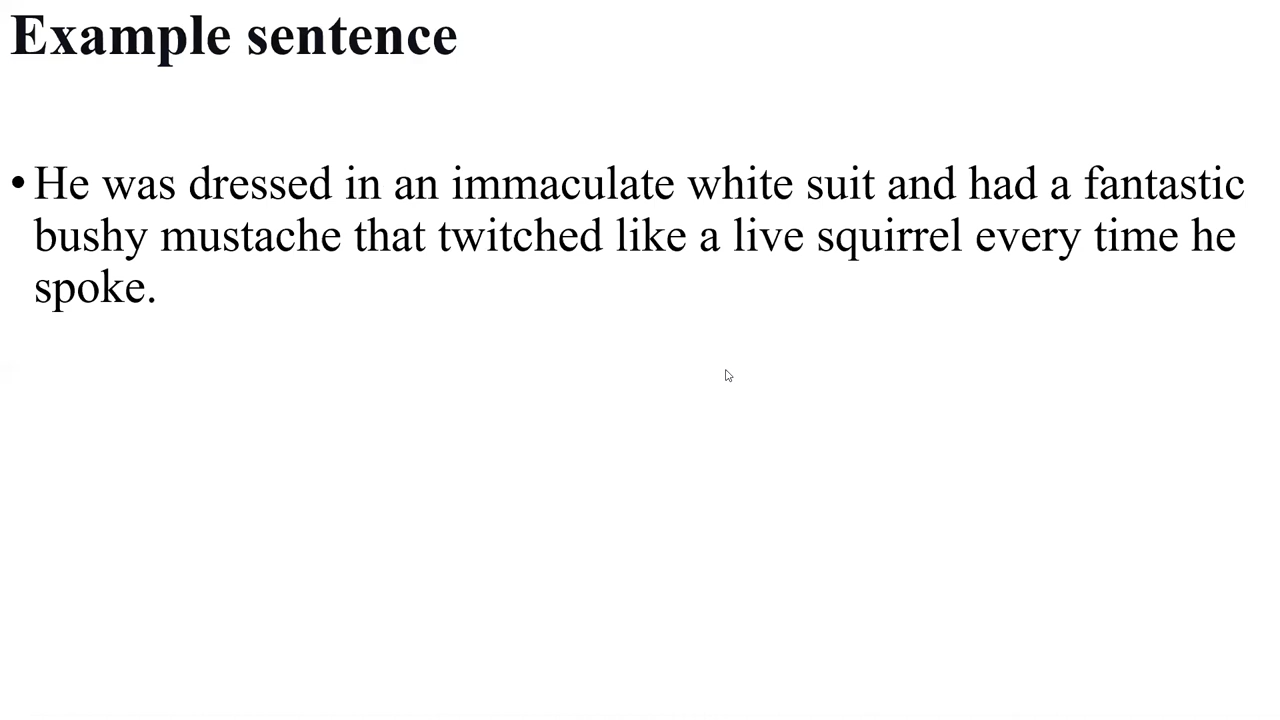 Example sentence
•He was dressed in an immaculate white suit and had a fantastic
bushy mustache that twitched like a live squirrel every time he
spoke.